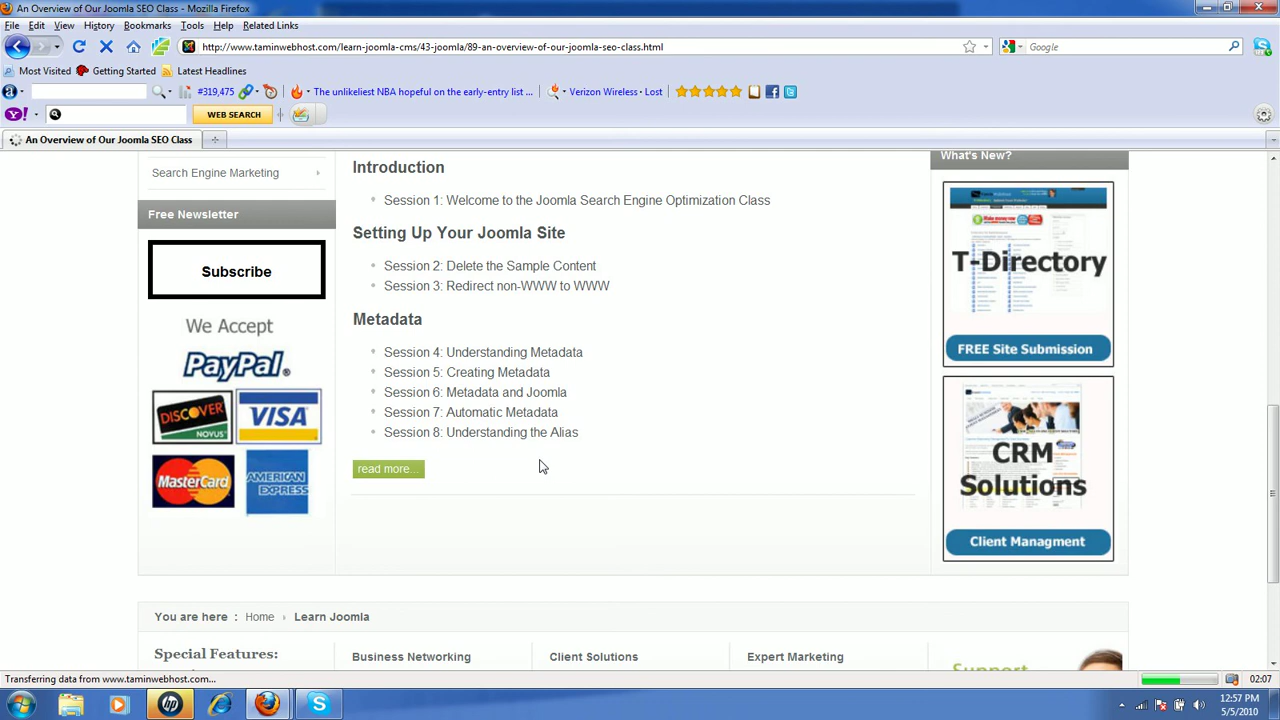 An Overview of Our Joomla SEO Class - Mozilla Firefox
File Edit View History Bookmarks Tools Help Related Links
http://www.taminwebhost.com/learn-joomla-cms/43-joomla/89-an-overview-of-our-joomla-seo-class.html
Google
Most Visited Getting Started Latest Headlines
#319,475 The unlikeliest NBA hopeful on the early-entry list ... Verizon Wireless - Lost
Y! WEB SEARCH
An Overview of Our Joomla SEO Class
Search Engine Marketing
Free Newsletter
Subscribe
We Accept
PayPal
DISCOVER NOVUS VISA
MasterCard AMERICAN EXPRESS
Introduction
Session 1: Welcome to the Joomla Search Engine Optimization Class
Setting Up Your Joomla Site
Session 2: Delete the Sample Content
Session 3: Redirect non-WWW to WWW
Metadata
Session 4: Understanding Metadata
Session 5: Creating Metadata
Session 6: Metadata and Joomla
Session 7: Automatic Metadata
Session 8: Understanding the Alias
read more...
What's New?
T-Directory
FREE Site Submission
CRM
Solutions
Client Managment
You are here : Home Learn Joomla
Special Features: Business Networking Client Solutions Expert Marketing
Support
Transferring data from www.taminwebhost.com... 02:07
12:57 PM
5/5/2010